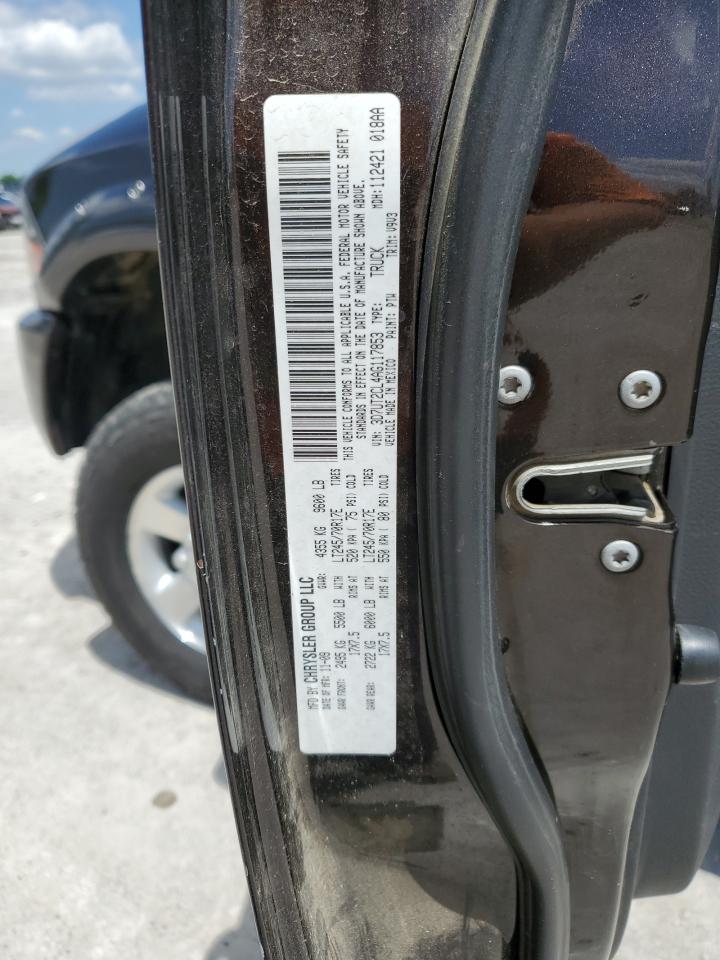 MFD BY CHRYSLER GROUP LLC
DATE OF MFR: 11-09 GVWR: 4355 KG 9600 LB
GAWR FRONT: 2495 KG 5500 LB WITH LT245/70R17E TIRES
17X7.5 RIMS AT 520 KPA ( 75 PSI) COLD
GAWR REAR: 2722 KG 6000 LB WITH LT245/70R17E TIRES
17X7.5 RIMS AT 550 KPA ( 80 PSI) COLD
THIS VEHICLE CONFORMS TO ALL APPLICABLE U.S.A. FEDERAL MOTOR VEHICLE SAFETY
STANDARDS IN EFFECT ON THE DATE OF MANUFACTURE SHOWN ABOVE.
VIN: 3D7UT2CL4AG117853 TYPE: TRUCK MDH: 112421 018AA
VEHICLE MADE IN MEXICO PAINT: PTW TRIM: V9V3